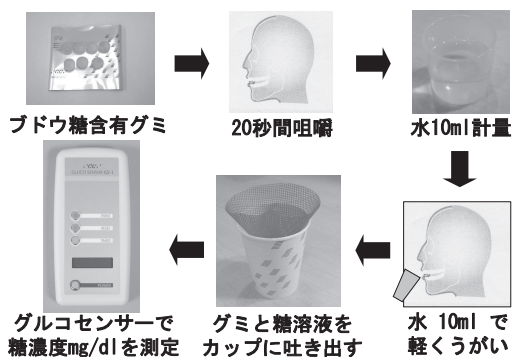 ブドウ糖含有グミ
20秒間咀嚼
水10ml計量
水 10ml で
軽くうがい
グミと糖溶液を
カップに吐き出す
グルコセンサーで
糖濃度mg/dlを測定